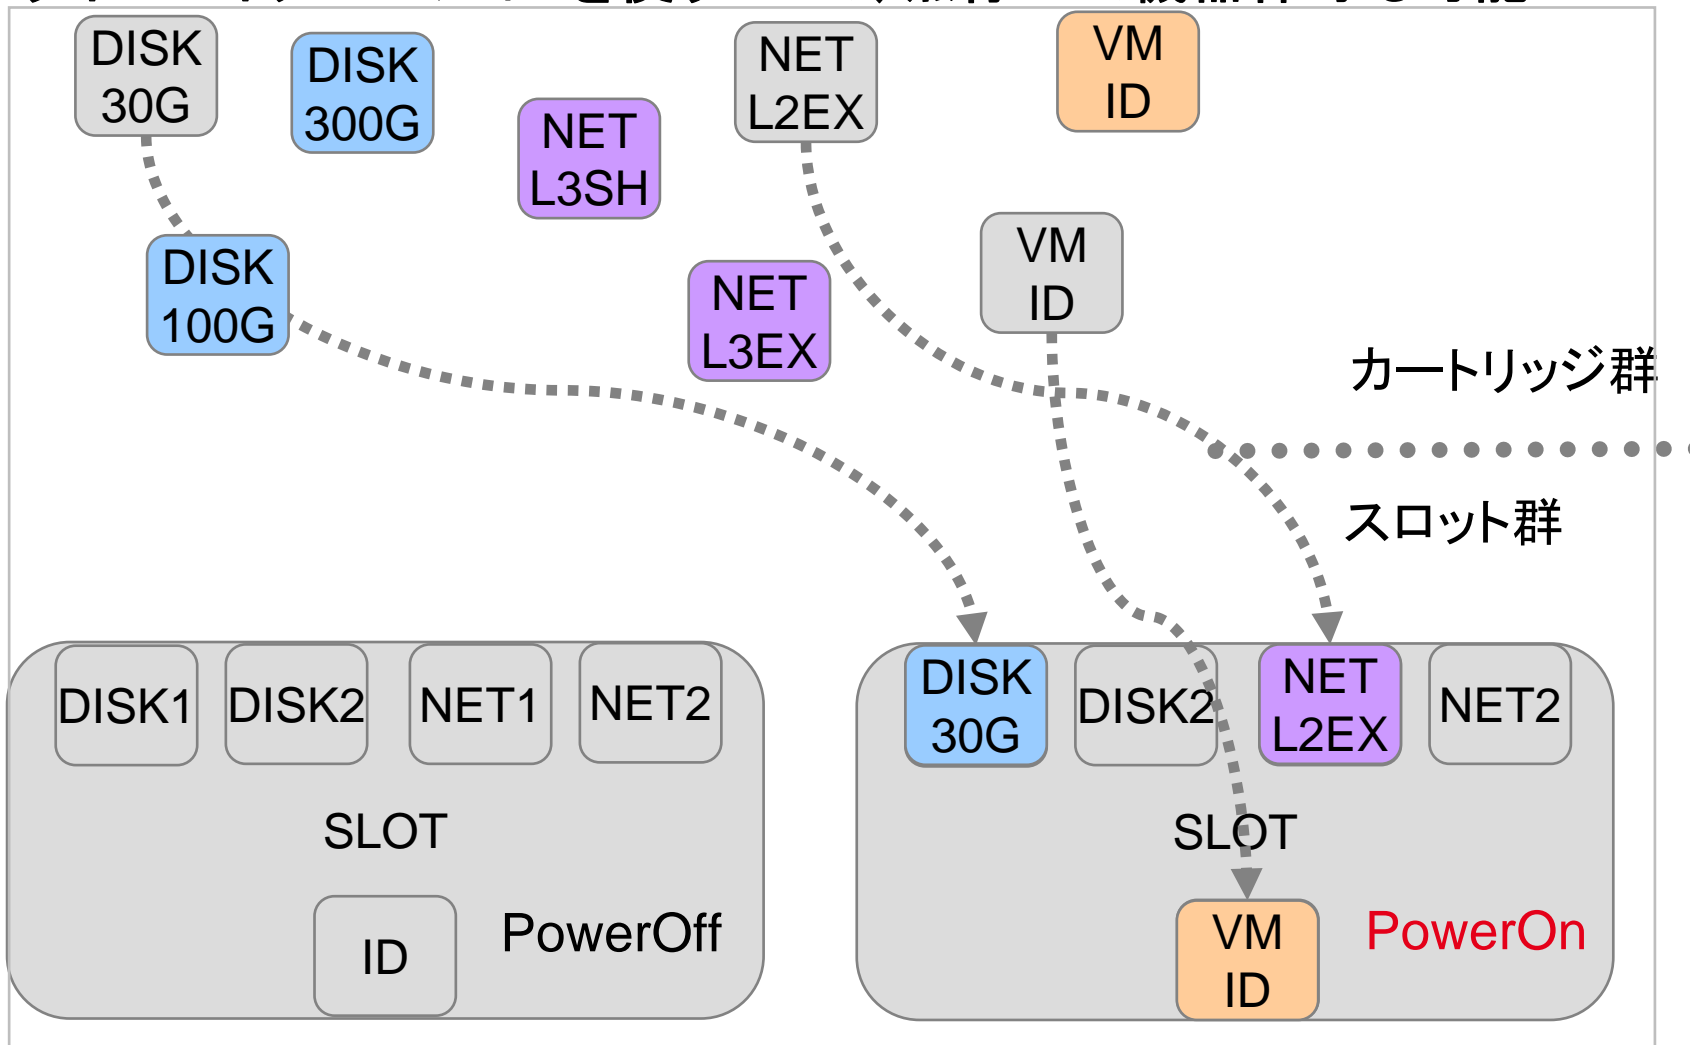 DISK
30G
DISK
300G
NET
L3SH
NET
L2EX
VM
ID
DISK
100G
NET
L3EX
VM
ID
カートリッジ群
スロット群
DISK1
DISK2
NET1
NET2
SLOT
ID
PowerOff
DISK
30G
DISK2
NET
L2EX
NET2
SLOT
VM
ID
PowerOn